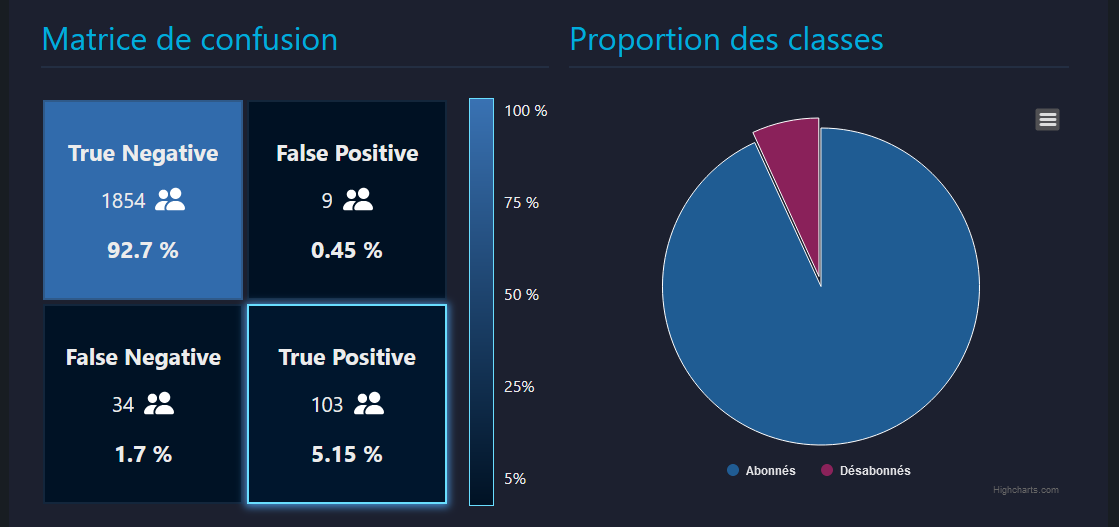 Matrice de confusion
True Negative
1854
92.7 %
False Positive
9
0.45 %
False Negative
34
1.7 %
True Positive
103
5.15 %
100 %
75 %
50 %
25%
5%
Proportion des classes
Abonnés
Désabonnés
Highcharts.com